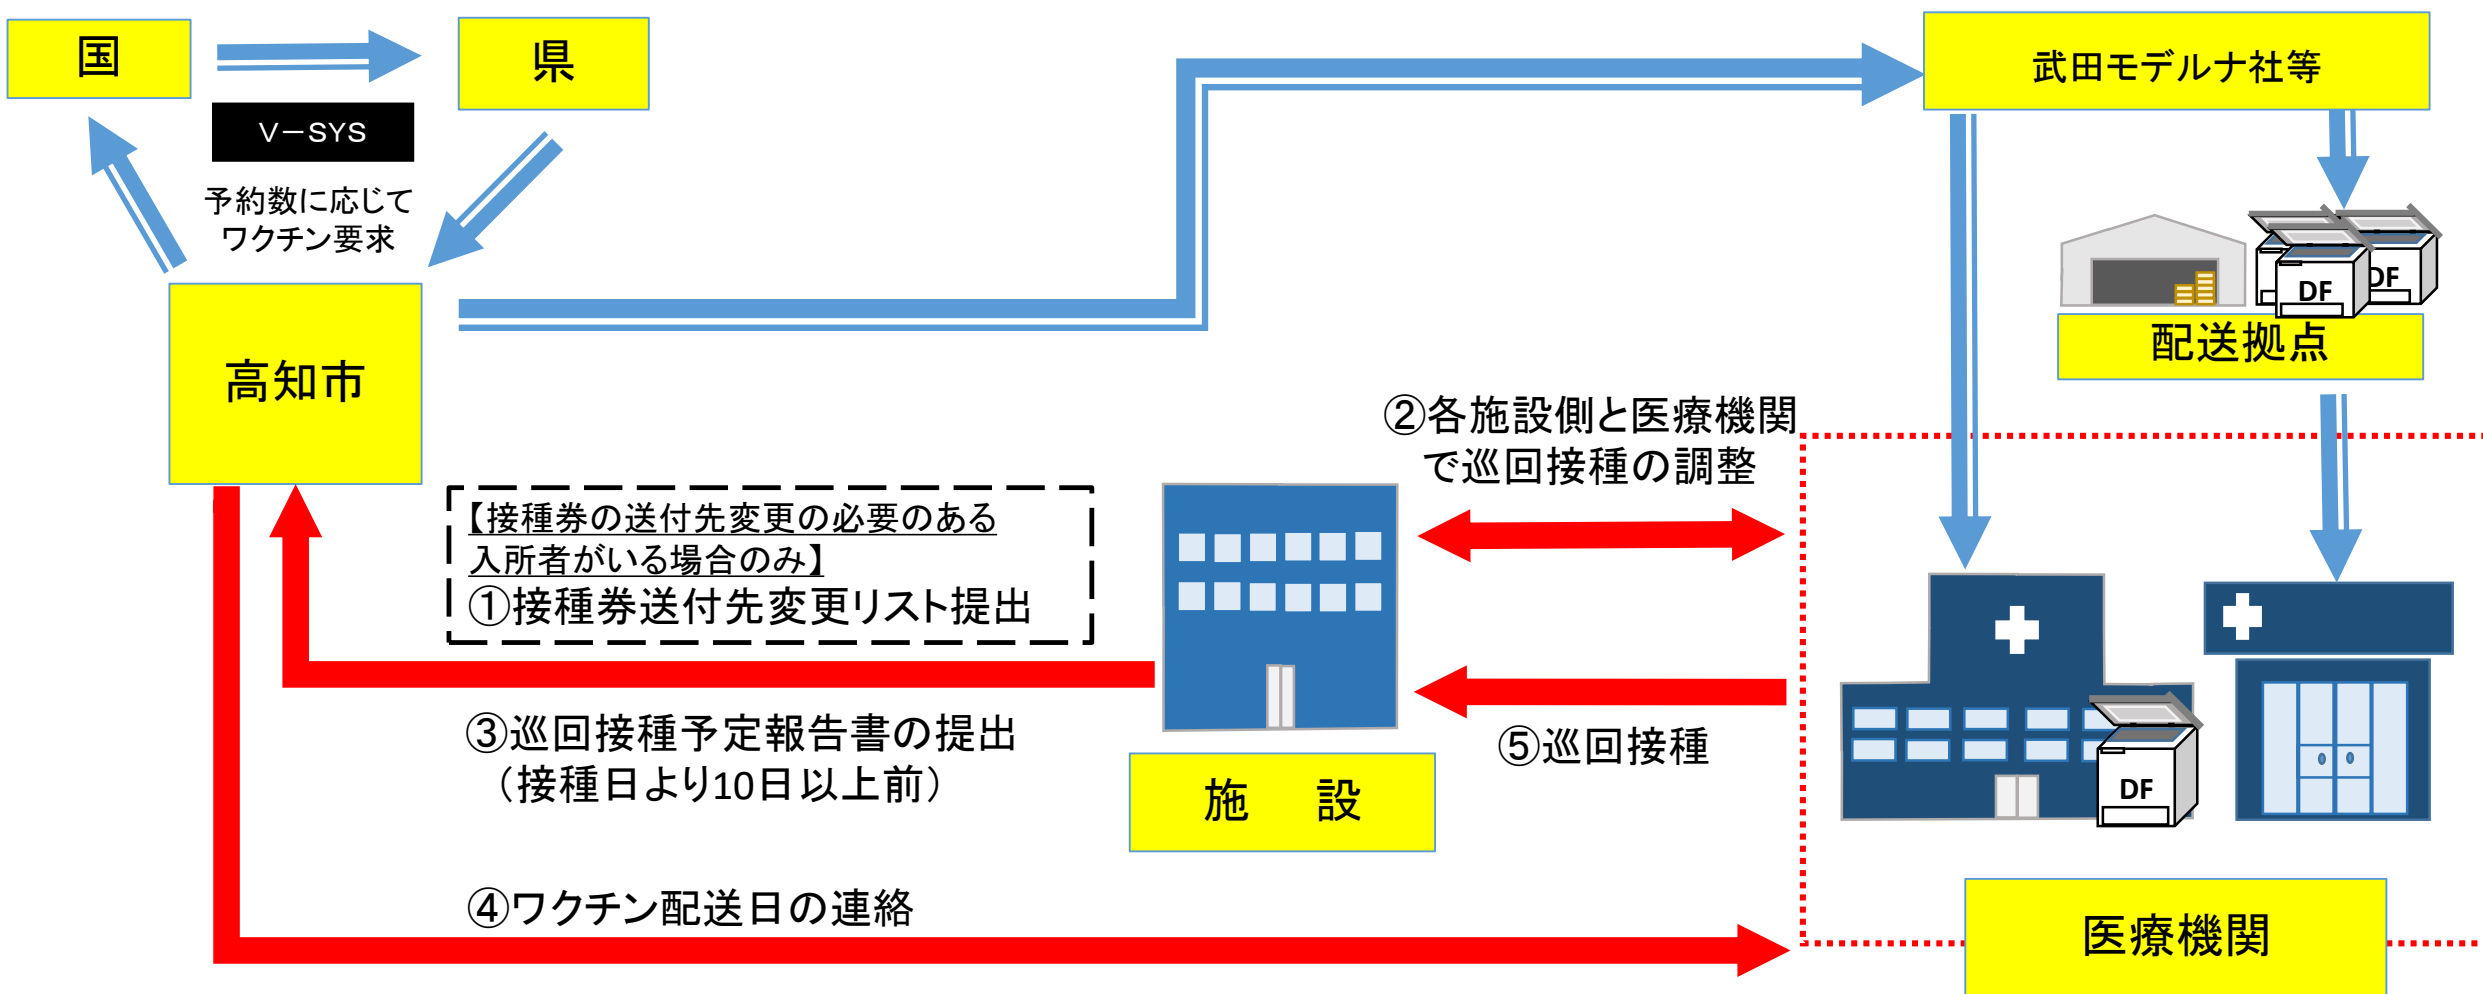 国
県
武田モデルナ社等
V－SYS
予約数に応じて
ワクチン要求
DF
DF
配送拠点
高知市
②各施設側と医療機関
で巡回接種の調整
【接種券の送付先変更の必要のある
入所者がいる場合のみ】
①接種券送付先変更リスト提出
③巡回接種予定報告書の提出
（接種日より10日以上前）
⑤巡回接種
DF
施　設
④ワクチン配送日の連絡
医療機関